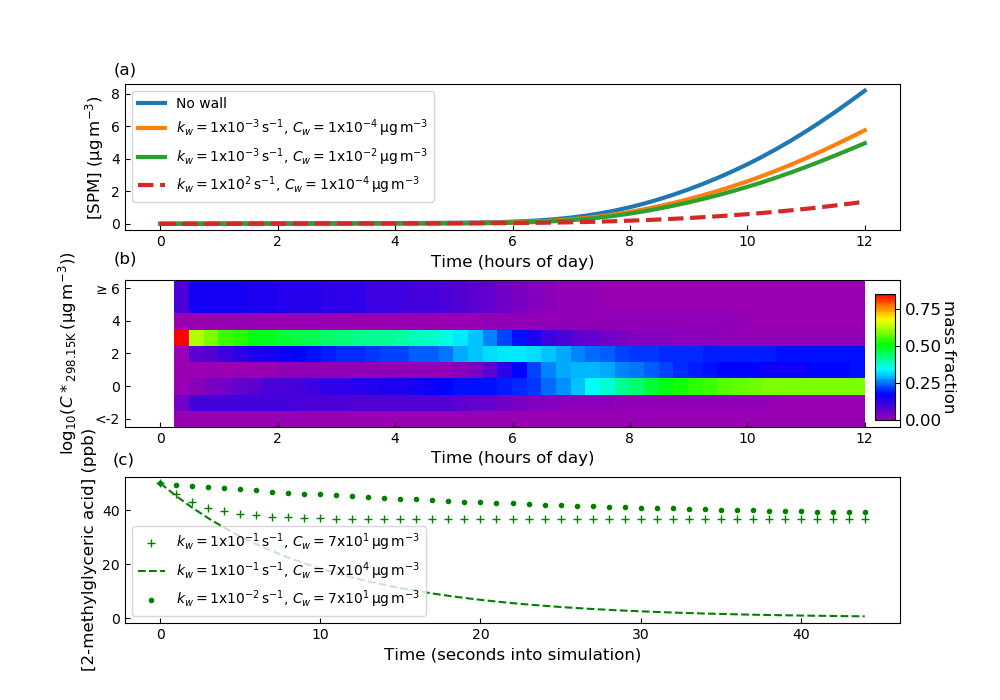 (a)
[SPM] (µg m⁻³)
8
6
4
2
0
No wall
k_w = 1x10⁻³ s⁻¹, C_w = 1x10⁻⁴ µg m⁻³
k_w = 1x10⁻³ s⁻¹, C_w = 1x10⁻² µg m⁻³
k_w = 1x10² s⁻¹, C_w = 1x10⁻⁴ µg m⁻³
0 2 4 6 8 10 12
Time (hours of day)
(b)
log₁₀(C*₂₉₈.₁₅ₖ (µg m⁻³))
≥ 6
4
2
0
<-2
0.75
0.50
0.25
0.00
mass fraction
0 2 4 6 8 10 12
Time (hours of day)
(c)
[2-methylglyceric acid] (ppb)
40
20
0
k_w = 1x10⁻¹ s⁻¹, C_w = 7x10¹ µg m⁻³
k_w = 1x10⁻¹ s⁻¹, C_w = 7x10⁴ µg m⁻³
k_w = 1x10⁻² s⁻¹, C_w = 7x10¹ µg m⁻³
0 10 20 30 40
Time (seconds into simulation)